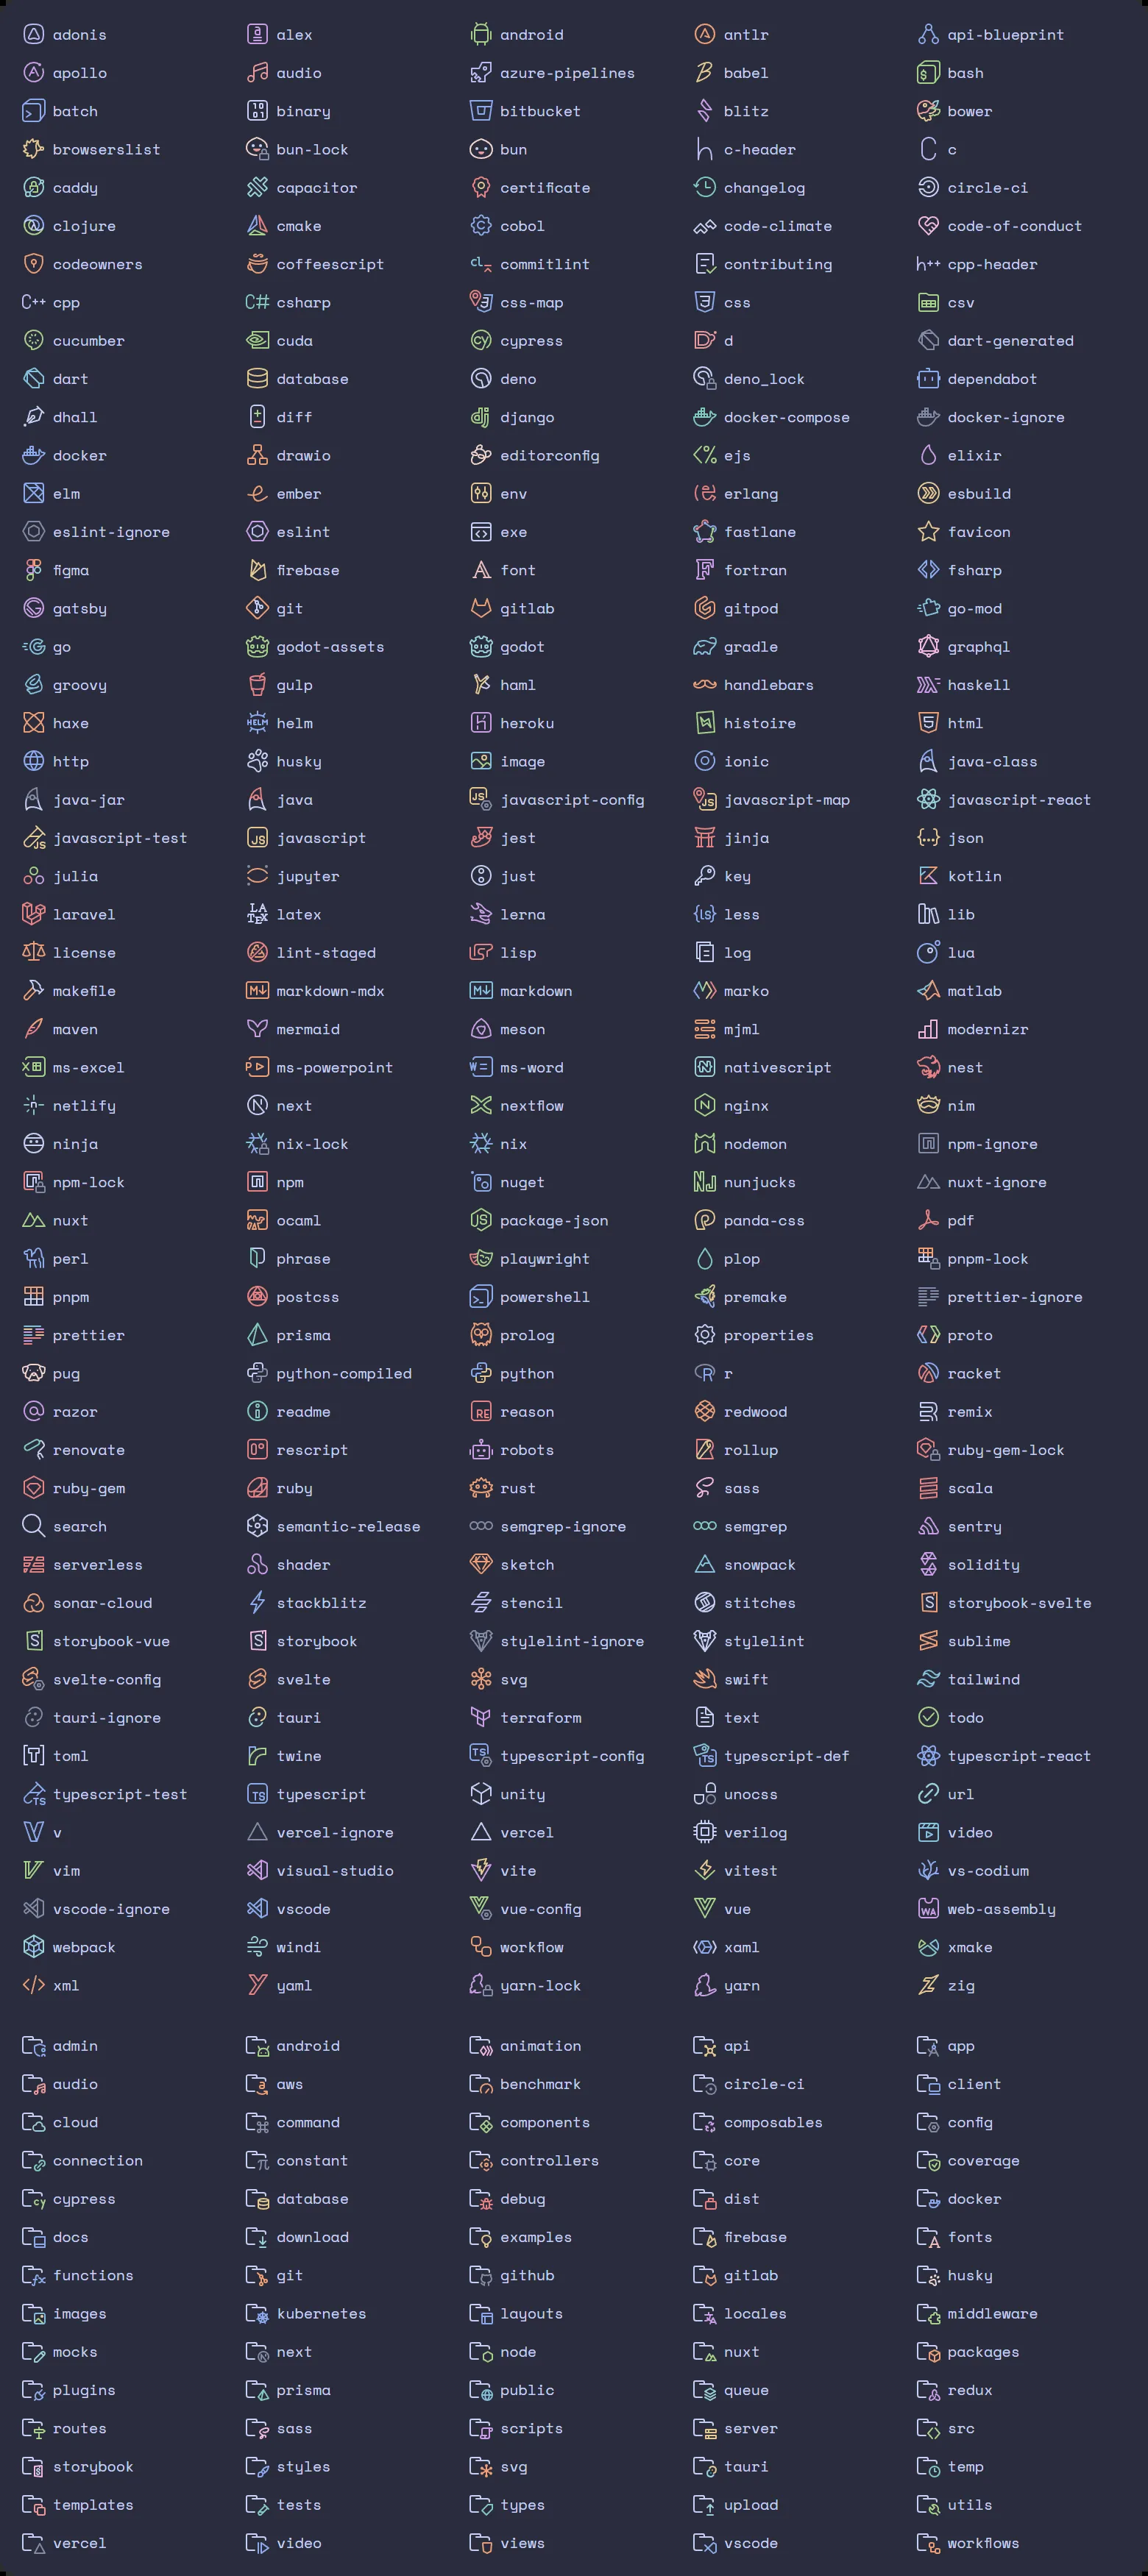 adonis alex android antlr api-blueprint
apollo audio azure-pipelines babel bash
batch binary bitbucket blitz bower
browserslist bun-lock bun c-header c
caddy capacitor certificate changelog circle-ci
clojure cmake cobol code-climate code-of-conduct
codeowners coffeescript commitlint contributing cpp-header
cpp csharp css-map css csv
cucumber cuda cypress d dart-generated
dart database deno deno_lock dependabot
dhall diff django docker-compose docker-ignore
docker drawio editorconfig ejs elixir
elm ember env erlang esbuild
eslint-ignore eslint exe fastlane favicon
figma firebase font fortran fsharp
gatsby git gitlab gitpod go-mod
go godot-assets godot gradle graphql
groovy gulp haml handlebars haskell
haxe helm heroku histoire html
http husky image ionic java-class
java-jar java javascript-config javascript-map javascript-react
javascript-test javascript jest jinja json
julia jupyter just key kotlin
laravel latex lerna less lib
license lint-staged lisp log lua
makefile markdown-mdx markdown marko matlab
maven mermaid meson mjml modernizr
ms-excel ms-powerpoint ms-word nativescript nest
netlify next nextflow nginx nim
ninja nix-lock nix nodemon npm-ignore
npm-lock npm nuget nunjucks nuxt-ignore
nuxt ocaml package-json panda-css pdf
perl phrase playwright plop pnpm-lock
pnpm postcss powershell premake prettier-ignore
prettier prisma prolog properties proto
pug python-compiled python r racket
razor readme reason redwood remix
renovate rescript robots rollup ruby-gem-lock
ruby-gem ruby rust sass scala
search semantic-release semgrep-ignore semgrep sentry
serverless shader sketch snowpack solidity
sonar-cloud stackblitz stencil stitches storybook-svelte
storybook-vue storybook stylelint-ignore stylelint sublime
svelte-config svelte svg swift tailwind
tauri-ignore tauri terraform text todo
toml twine typescript-config typescript-def typescript-react
typescript-test typescript unity unocss url
v vercel-ignore vercel verilog video
vim visual-studio vite vitest vs-codium
vscode-ignore vscode vue-config vue web-assembly
webpack windi workflow xaml xmake
xml yaml yarn-lock yarn zig
admin android animation api app
audio aws benchmark circle-ci client
cloud command components composables config
connection constant controllers core coverage
cypress database debug dist docker
docs download examples firebase fonts
functions git github gitlab husky
images kubernetes layouts locales middleware
mocks next node nuxt packages
plugins prisma public queue redux
routes sass scripts server src
storybook styles svg tauri temp
templates tests types upload utils
vercel video views vscode workflows